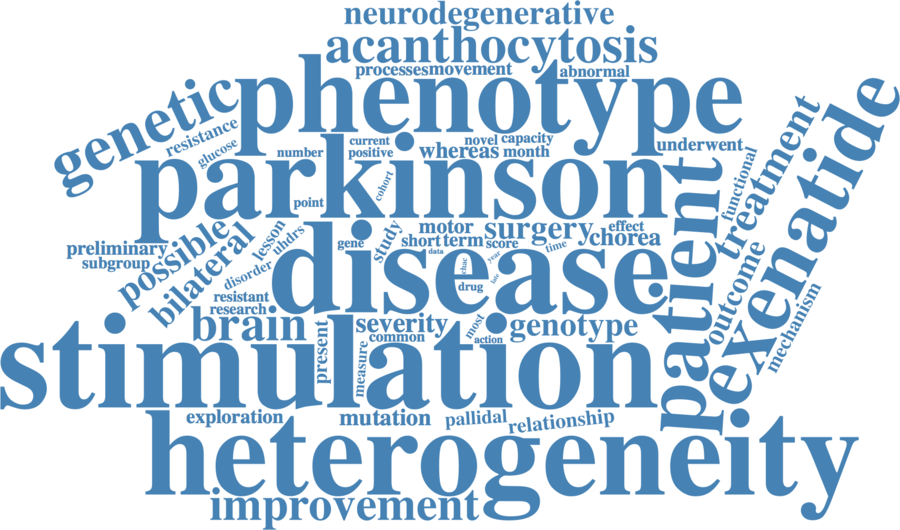 neurodegenerative
acanthocytosis
processes
movement
abnormal
phenotype
genetic
resistance
glucose
current
novel
capacity
number
positive
whereas
month
underwent
parkinson
cohort
point
functional
treatment
exenatide
patient
preliminary
subgroup
possible
bilateral
lesson
uhdrs
disorder
gene
study
motor
surgery
effect
short
term
score
time
chorea
data
year
disease
chac
drug
resistant
research
outcome
mechanism
brain
present
severity
common
measure
most
action
genotype
stimulation
exploration
mutation
pallidal
relationship
heterogeneity
improvement